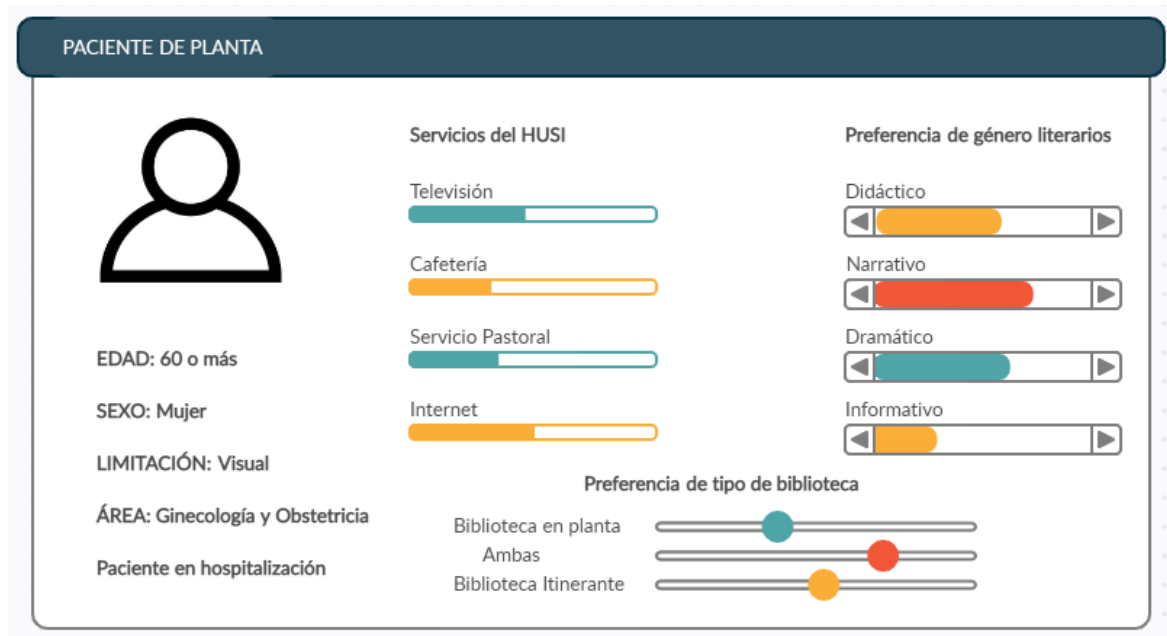 PACIENTE DE PLANTA
EDAD: 60 o más
SEXO: Mujer
LIMITACIÓN: Visual
ÁREA: Ginecología y Obstetricia
Paciente en hospitalización
Servicios del HUSI
Televisión
Cafetería
Servicio Pastoral
Internet
Preferencia de género literarios
Didáctico
Narrativo
Dramático
Informativo
Preferencia de tipo de biblioteca
Biblioteca en planta
Ambas
Biblioteca Itinerante